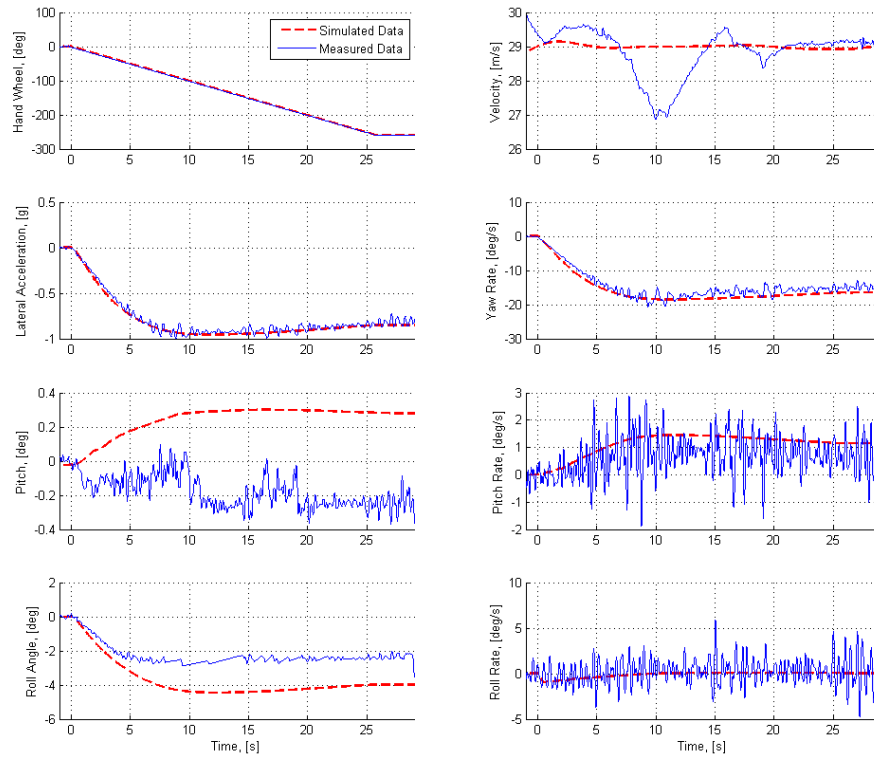 100
0
-100
-200
-300
Hand Wheel, [deg]
0 5 10 15 20 25
Simulated Data
Measured Data
30
29
28
27
26
Velocity, [m/s]
0 5 10 15 20 25
0.5
0
-0.5
-1
Lateral Acceleration, [g]
0 5 10 15 20 25
10
0
-10
-20
-30
Yaw Rate, [deg/s]
0 5 10 15 20 25
0.4
0.2
0
-0.2
-0.4
Pitch, [deg]
0 5 10 15 20 25
3
2
1
0
-1
-2
Pitch Rate, [deg/s]
0 5 10 15 20 25
2
0
-2
-4
-6
Roll Angle, [deg]
0 5 10 15 20 25
Time, [s]
10
5
0
-5
Roll Rate, [deg/s]
0 5 10 15 20 25
Time, [s]